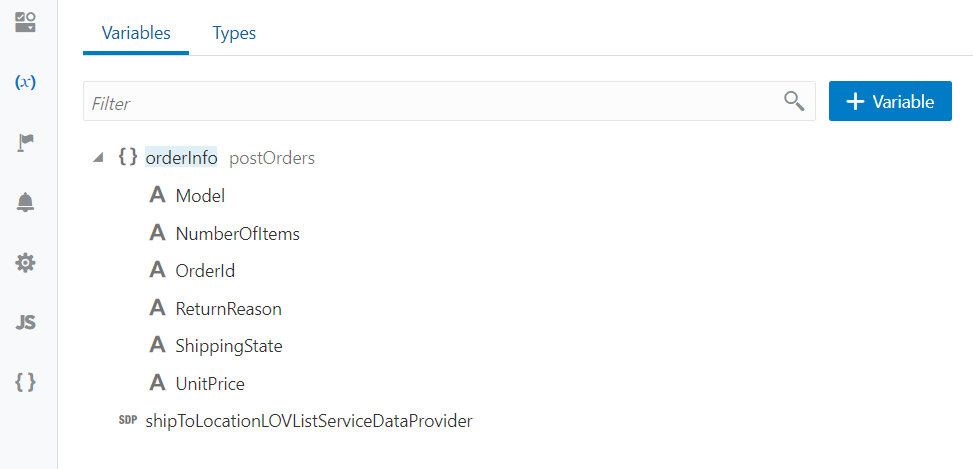 Variables Types
(x)
Filter
+ Variable
{ } orderInfo postOrders
A Model
A NumberOfItems
A OrderId
A ReturnReason
JS
A ShippingState
{ }
A UnitPrice
SDP shipToLocationLOVListServiceDataProvider